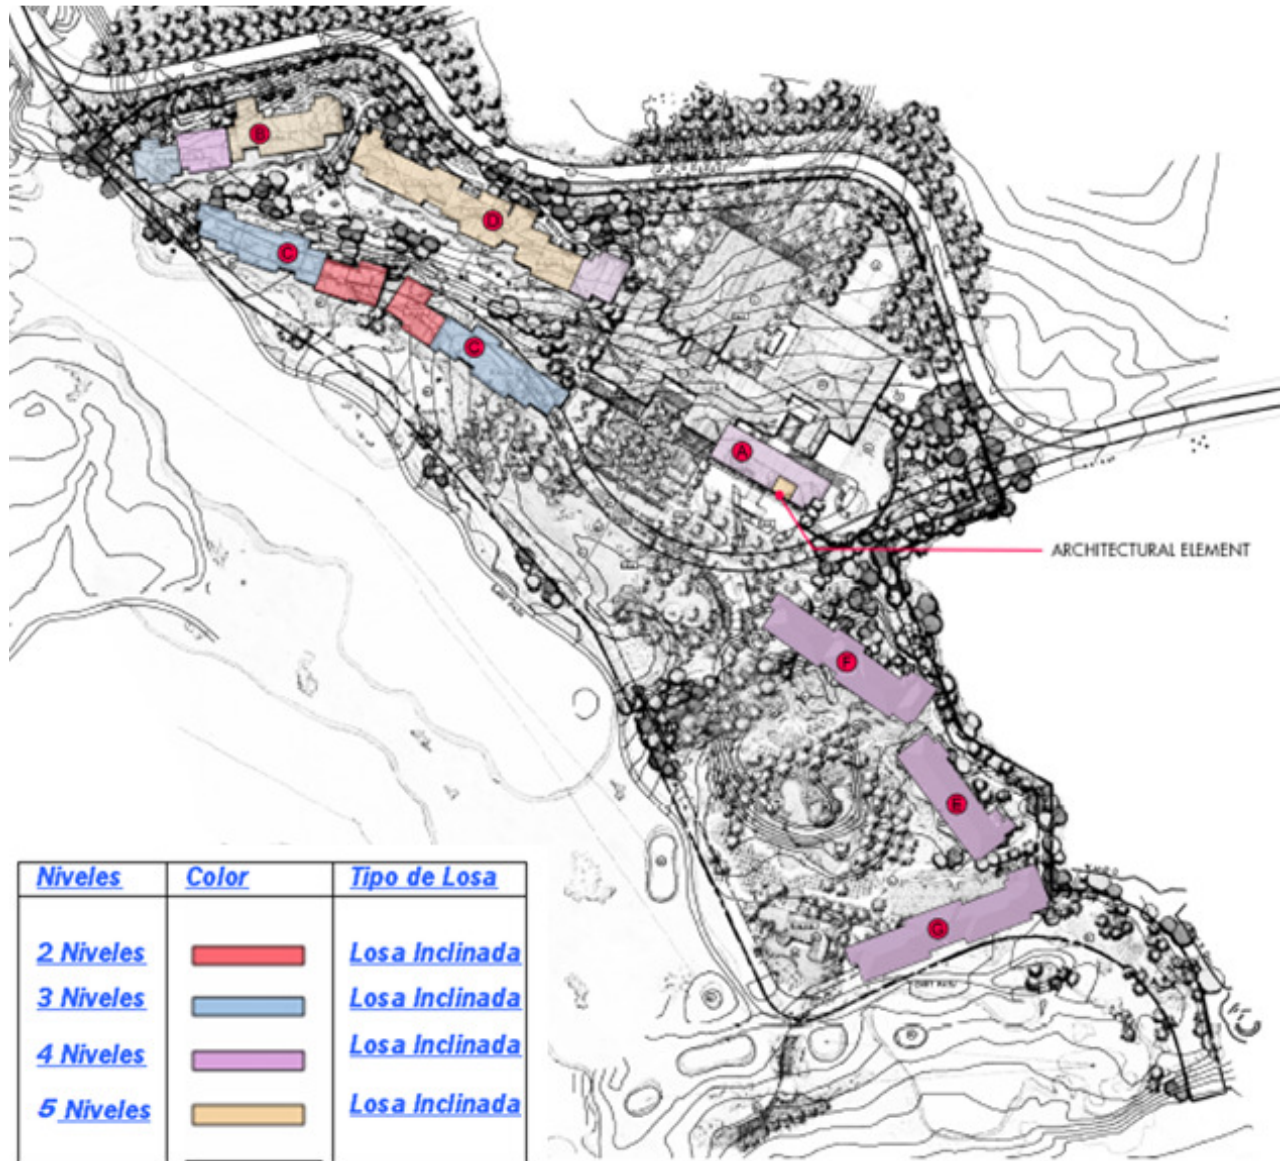 B
D
C
C
A
ARCHITECTURAL ELEMENT
F
E
G
Niveles Color Tipo de Losa
2 Niveles Losa Inclinada
3 Niveles Losa Inclinada
4 Niveles Losa Inclinada
5 Niveles Losa Inclinada